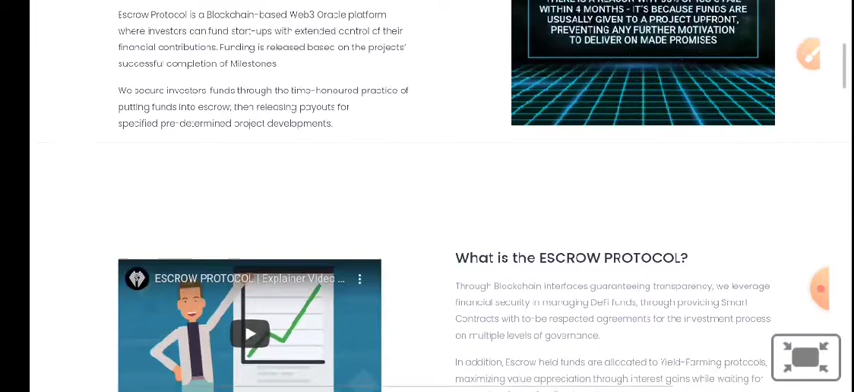 Escrow Protocol is a Blockchain-based Web3 Oracle platform
where investors can fund start-ups with extended control of their
financial contributions. Funding is released based on the projects'
successful completion of Milestones
We secure investors funds through the time-honoured practice of
putting funds into escrow, then releasing payouts for
specified pre-determined project developments.
WITHIN 4 MONTHS - IT'S BECAUSE FUNDS ARE
USUSALLY GIVEN TO A PROJECT UPFRONT,
PREVENTING ANY FURTHER MOTIVATION
TO DELIVER ON MADE PROMISES
ESCROW PROTOCOL | Explainer Video ...
What is the ESCROW PROTOCOL?
Through Blockchain interfaces guaranteeing transparency, we leverage
financial security in managing DeFi funds, through providing Smart
Contracts with to-be respected agreements for the investment process
on multiple levels of governance.
In addition, Escrow held funds are allocated to Yield-Farming protocols,
maximizing value appreciation through interest gains while waiting for